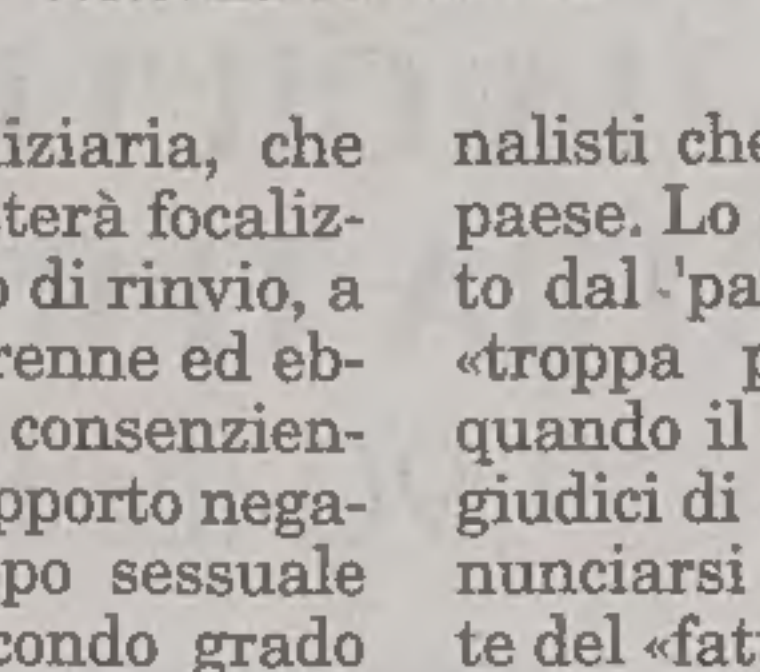 iziaria, che
terà focaliz-
o di rinvio, a
renne ed eb-
consenzien-
pporto nega-
po sessuale
condo grado
nalisti che
paese. Lo
to dal 'pa
«troppa p
quando il
giudici di
nunciarsi
te del «fat